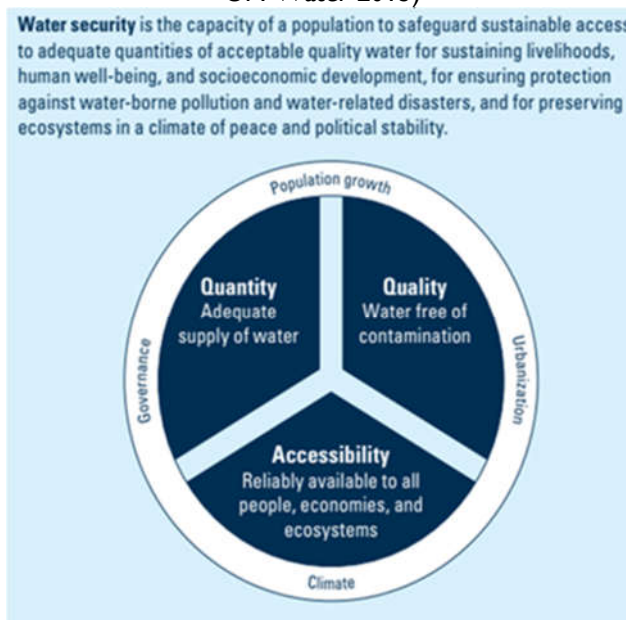 Water 2013)
Water security is the capacity of a population to safeguard sustainable access
to adequate quantities of acceptable quality water for sustaining livelihoods,
human well-being, and socioeconomic development, for ensuring protection
against water-borne pollution and water-related disasters, and for preserving
ecosystems in a climate of peace and political stability.
Population growth
Quantity
Adequate
supply of water
Quality
Water free of
contamination
Governance
Urbanization
Accessibility
Reliably available to all
people, economies, and
ecosystems
Climate